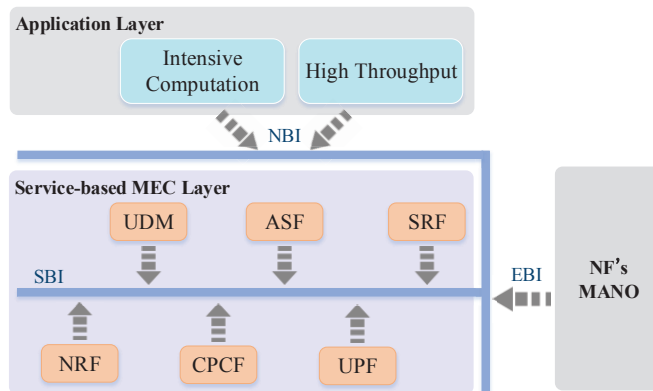 Application Layer
Intensive
Computation
High Throughput
NBI
Service-based MEC Layer
UDM
ASF
SRF
SBI
EBI
NF's
MANO
NRF
CPCF
UPF